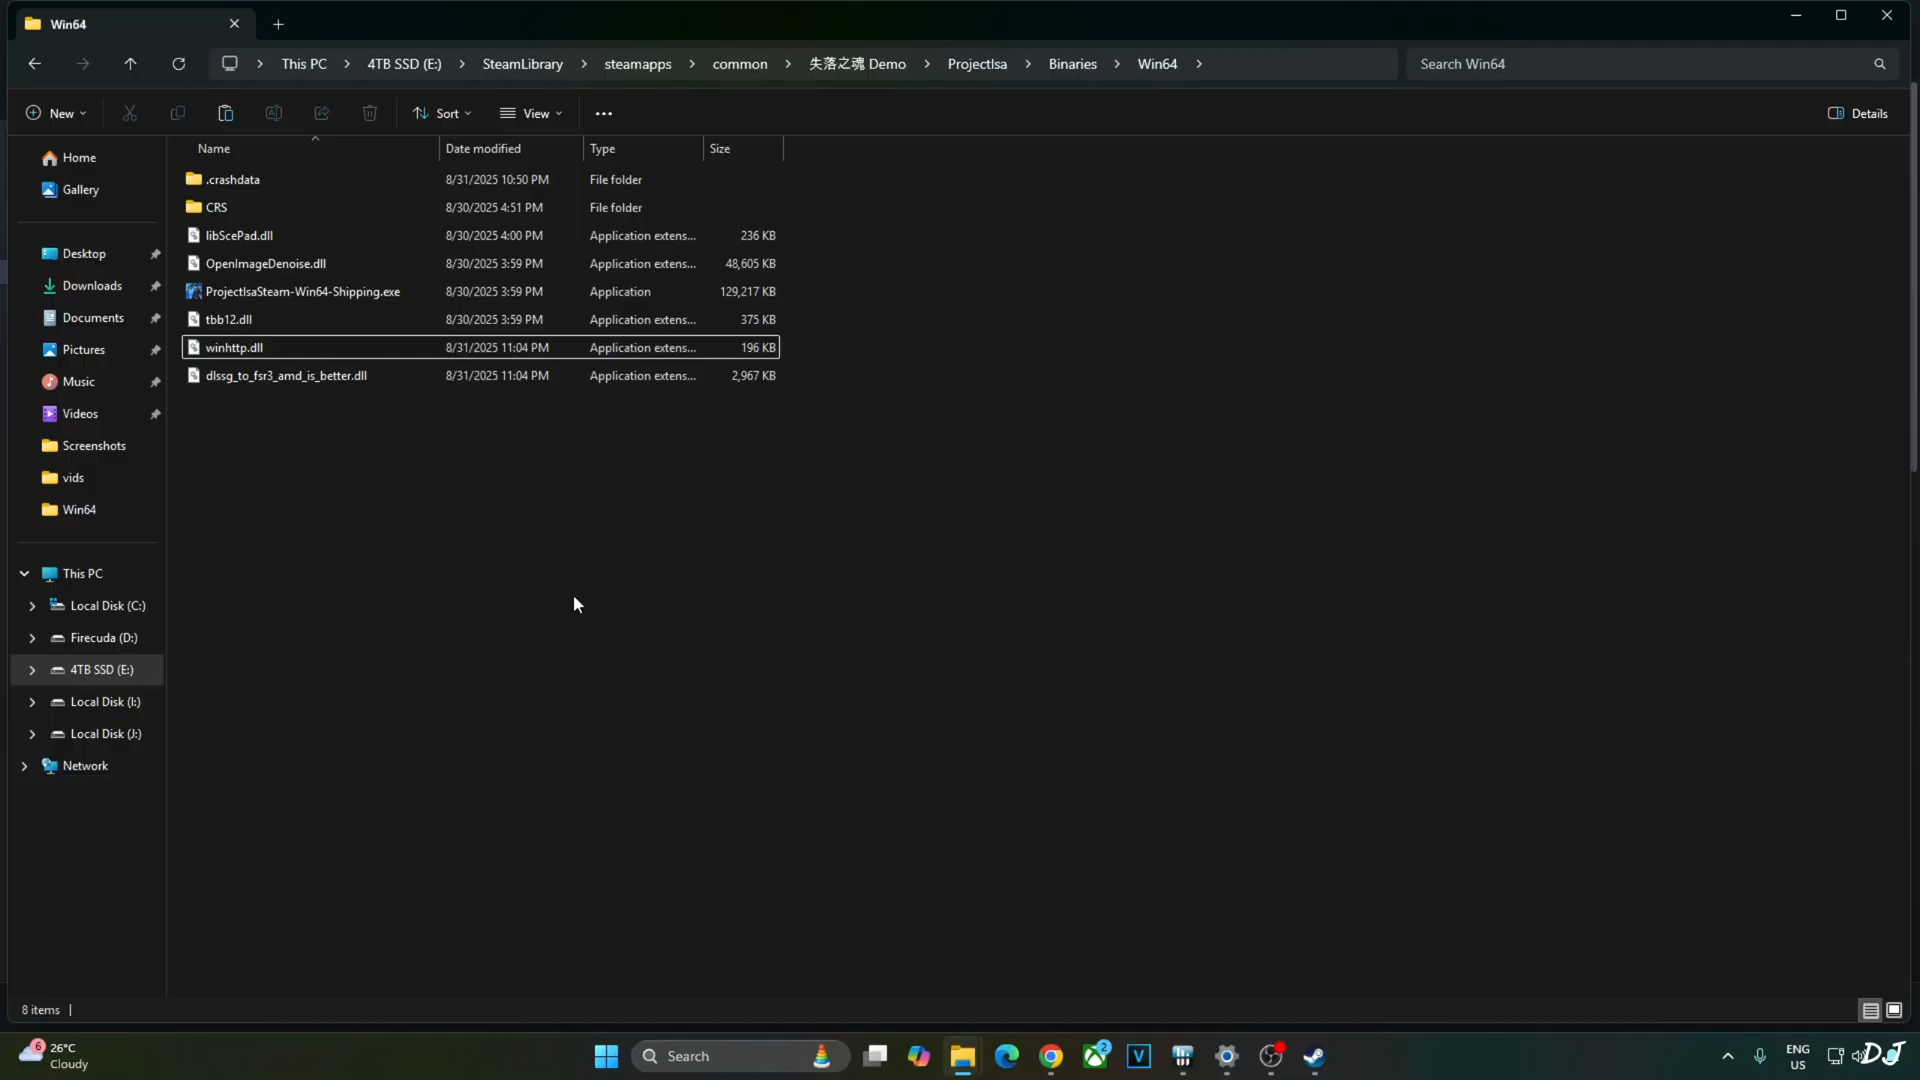 Win64
This PC > 4TB SSD (E:) > SteamLibrary > steamapps > common > 失落之魂 Demo > ProjectIsa > Binaries > Win64 >
Search Win64
New
Sort
View
Details
Name Date modified Type Size
.crashdata 8/31/2025 10:50 PM File folder
CRS 8/30/2025 4:51 PM File folder
libScePad.dll 8/30/2025 4:00 PM Application extens... 236 KB
OpenImageDenoise.dll 8/30/2025 3:59 PM Application extens... 48,605 KB
ProjectIsaSteam-Win64-Shipping.exe 8/30/2025 3:59 PM Application 129,217 KB
tbb12.dll 8/30/2025 3:59 PM Application extens... 375 KB
winhttp.dll 8/31/2025 11:04 PM Application extens... 196 KB
dlssg_to_fsr3_amd_is_better.dll 8/31/2025 11:04 PM Application extens... 2,967 KB
Home
Gallery
Desktop
Downloads
Documents
Pictures
Music
Videos
Screenshots
vids
Win64
This PC
Local Disk (C:)
Firecuda (D:)
4TB SSD (E:)
Local Disk (I:)
Local Disk (J:)
Network
8 items
6
26°C
Cloudy
Search
2
V
ENG
US
DJ